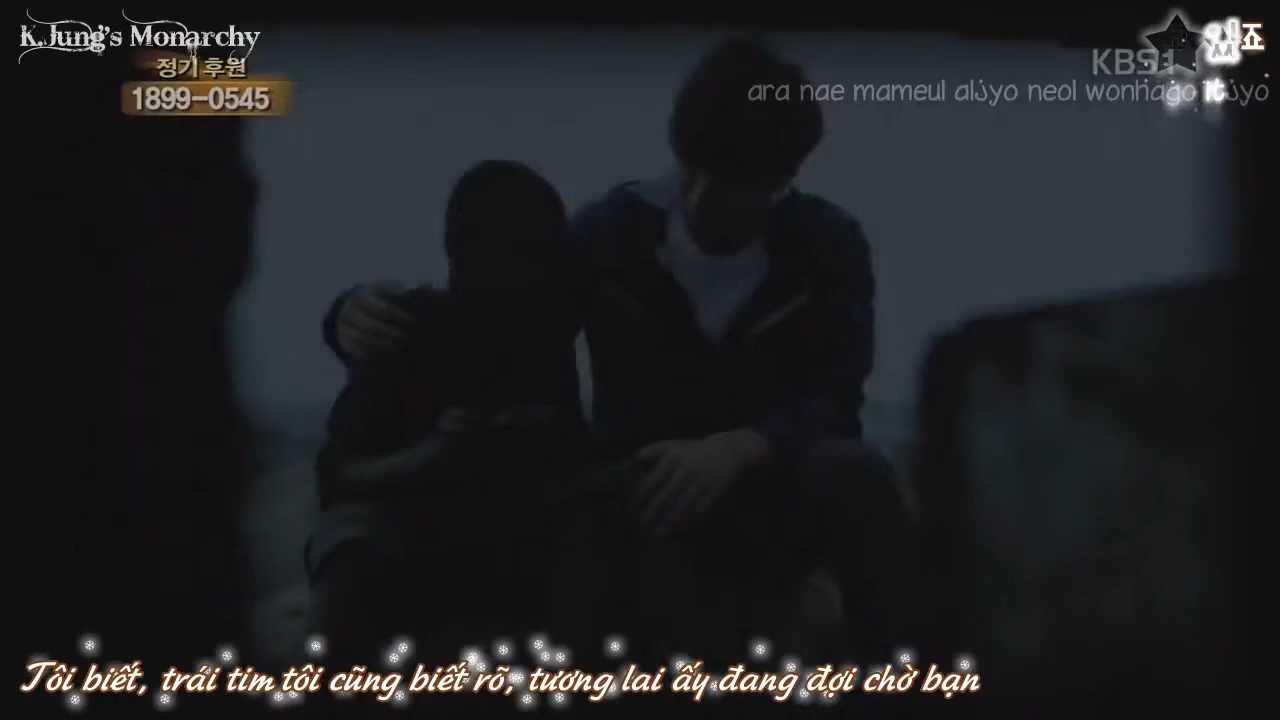 K.Jung's Monarchy
정기 후원
1899-0545
KBS1
ara nae mameul aljyo neol wonhago itjyo
Tôi biết, trái tim tôi cũng biết rõ, tương lai ấy đang đợi chờ bạn